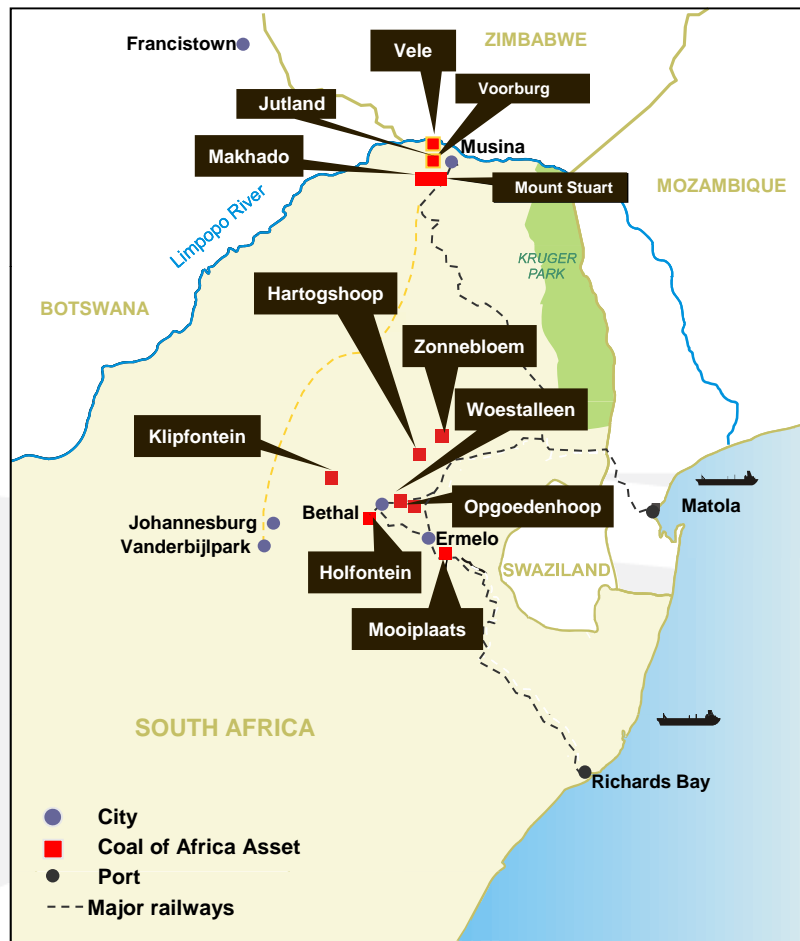 Francistown
ZIMBABWE
Vele
Jutland
Voorburg
Makhado
Musina
Mount Stuart
MOZAMBIQUE
Limpopo River
KRUGER
PARK
BOTSWANA
Hartogshoop
Zonnebloem
Woestalleen
Klipfontein
Bethal
Opgoedenhoop
Matola
Johannesburg
Vanderbijlpark
Ermelo
Holfontein
SWAZILAND
Mooiplaats
SOUTH AFRICA
Richards Bay
City
Coal of Africa Asset
Port
Major railways